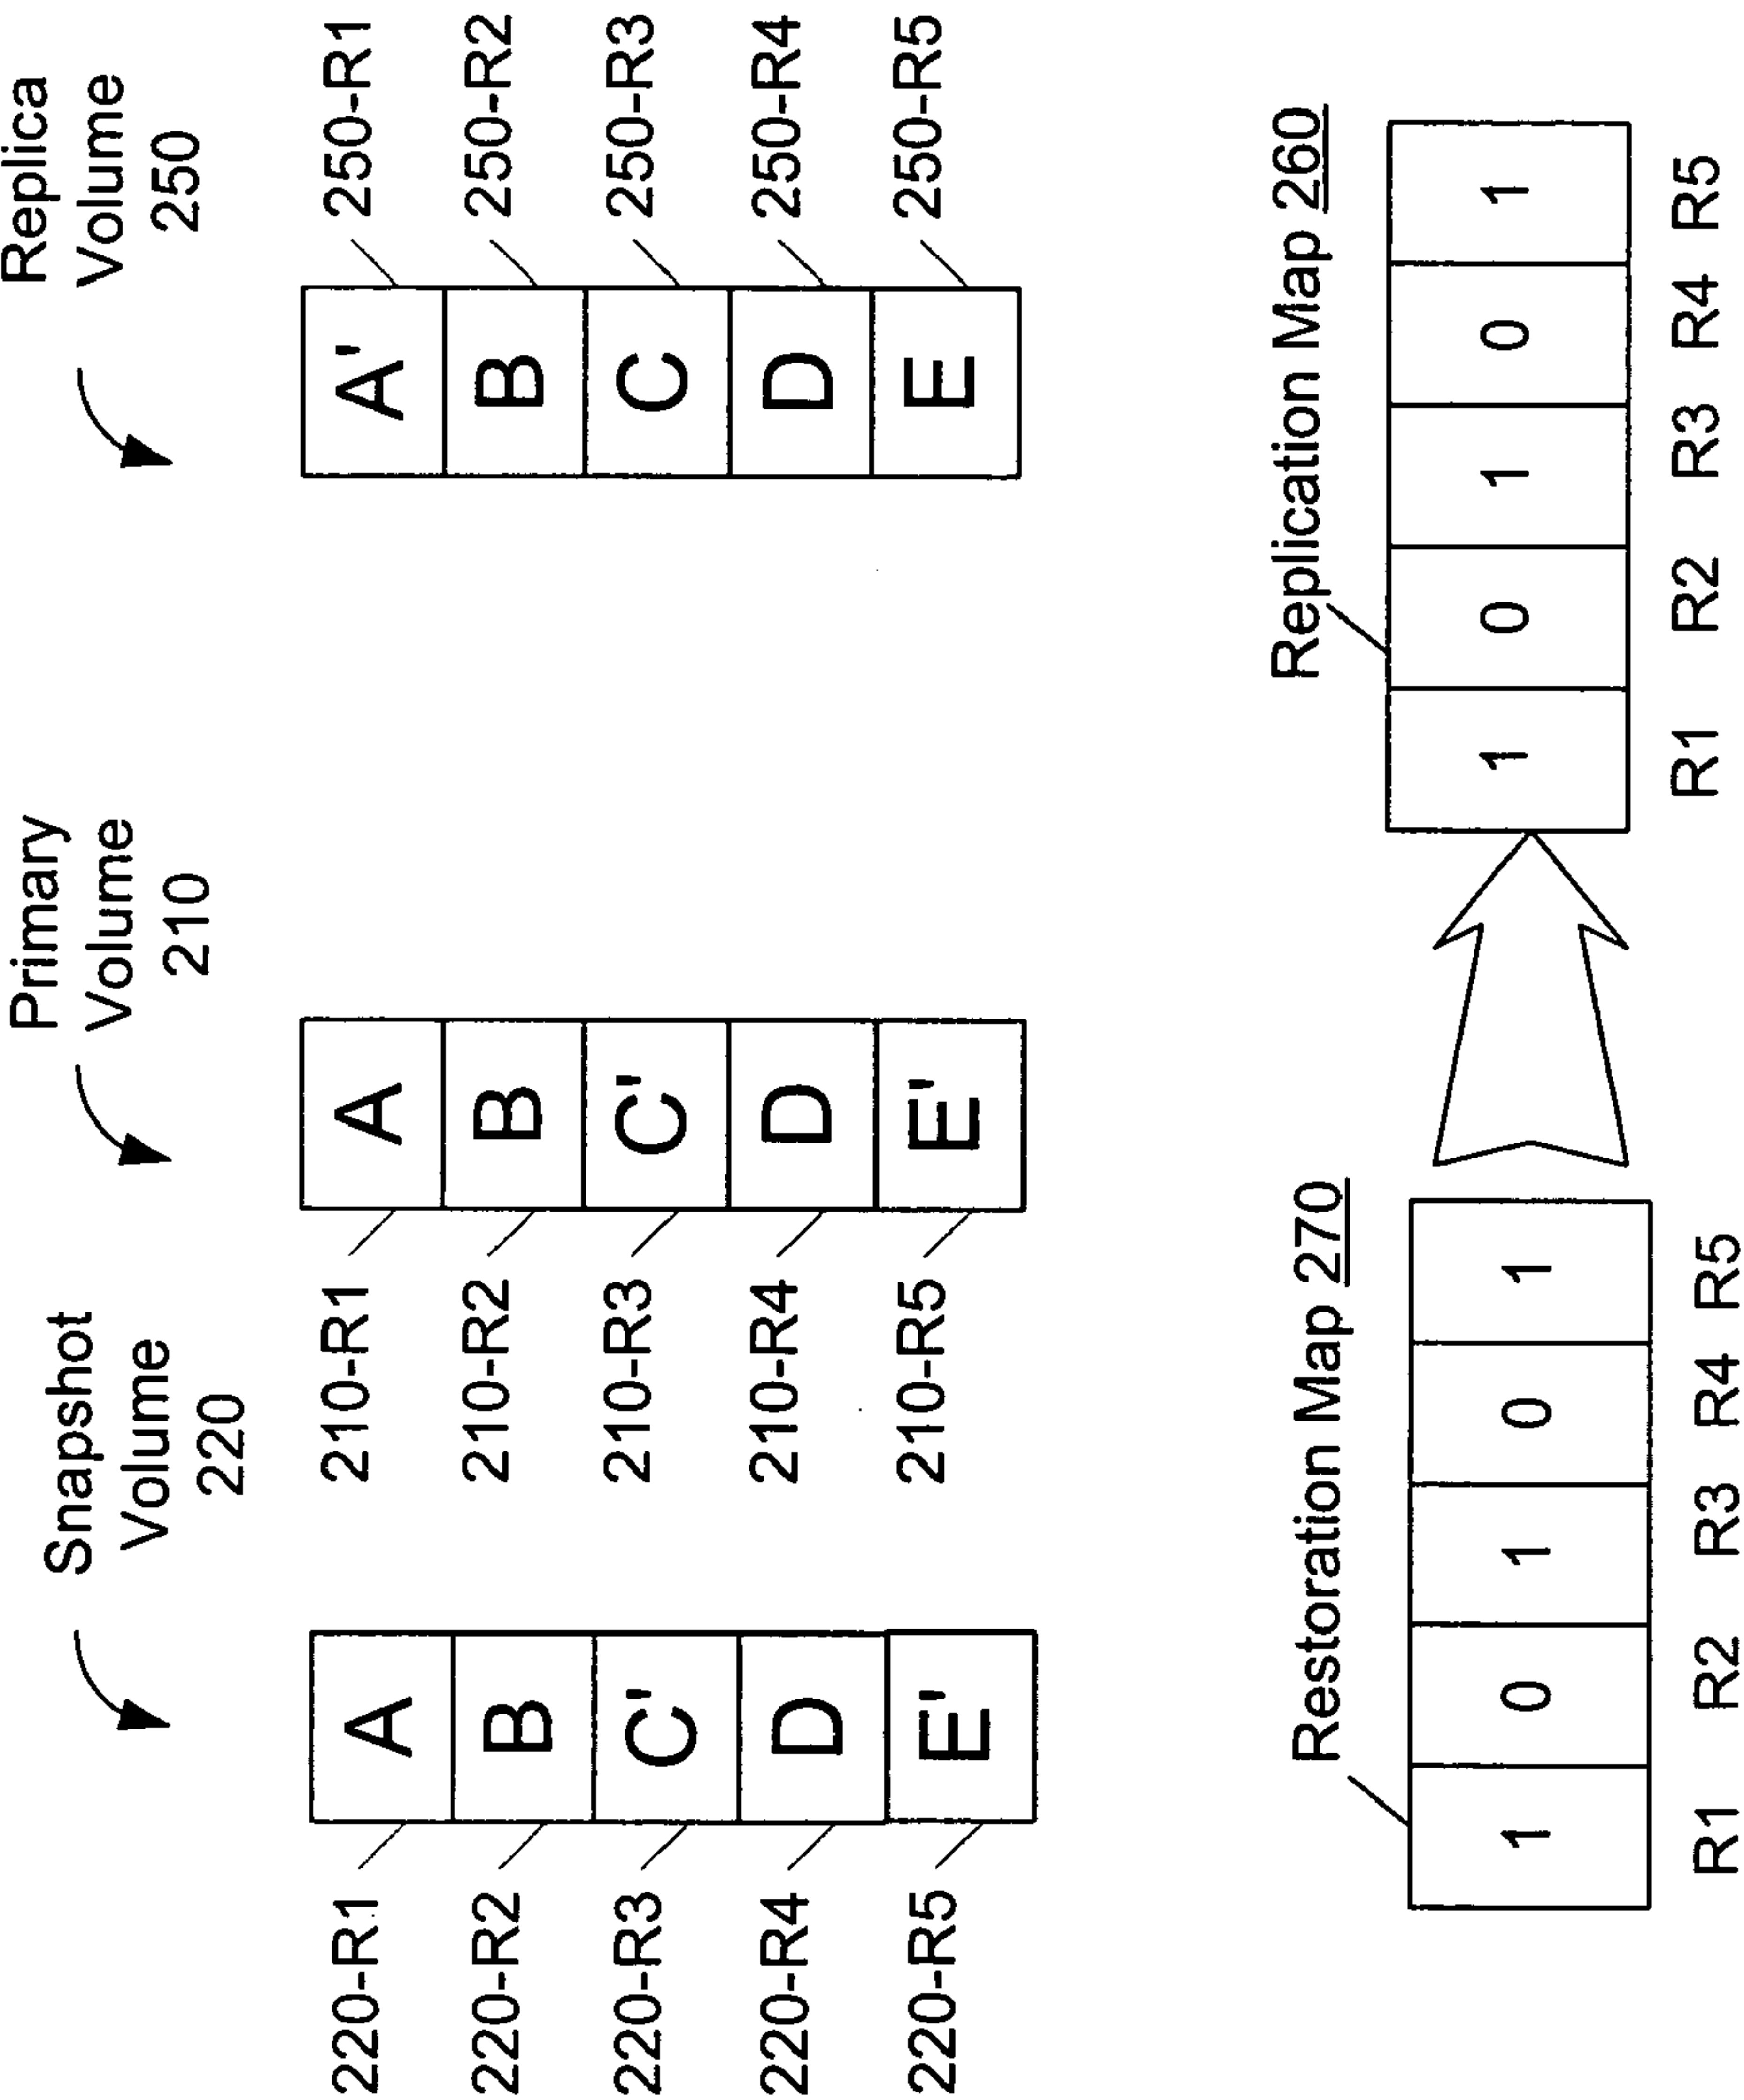 Snapshot
Volume
220
Primary
Volume
210
Replica
Volume
250
220-R1
A
210-R1
A
A'
250-R1
220-R2
B
210-R2
B
B
250-R2
220-R3
C'
210-R3
C'
C
250-R3
220-R4
D
210-R4
D
D
250-R4
220-R5
E'
210-R5
E'
E
250-R5
Restoration Map 270
1 0 1 0 1
R1 R2 R3 R4 R5
Replication Map 260
1 0 1 0 1
R1 R2 R3 R4 R5